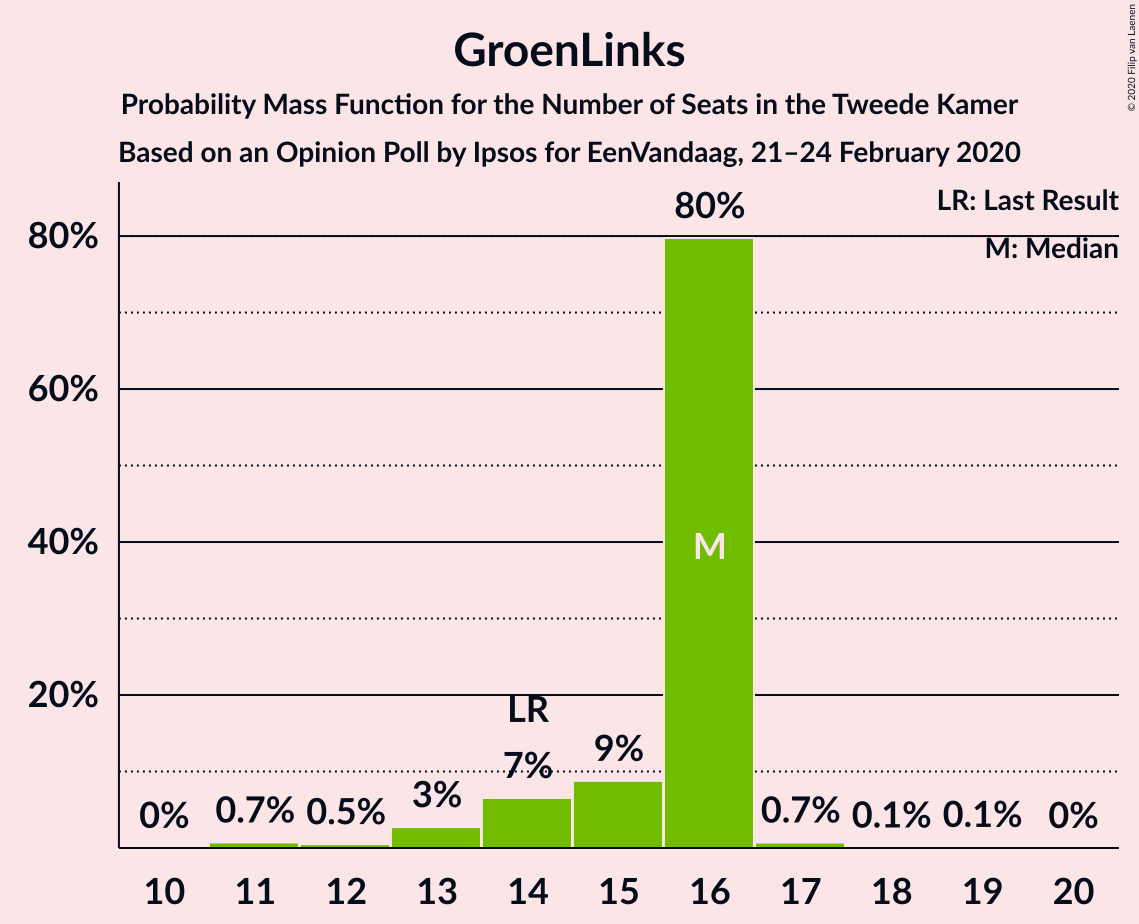 GroenLinks
Probability Mass Function for the Number of Seats in the Tweede Kamer
Based on an Opinion Poll by Ipsos for EenVandaag, 21–24 February 2020
© 2020 Filip van Laenen
LR: Last Result
M: Median
80%
60%
40%
20%
0%
0.7%
0.5%
3%
LR
7%
9%
80%
M
0.7%
0.1%
0.1%
0%
10 11 12 13 14 15 16 17 18 19 20